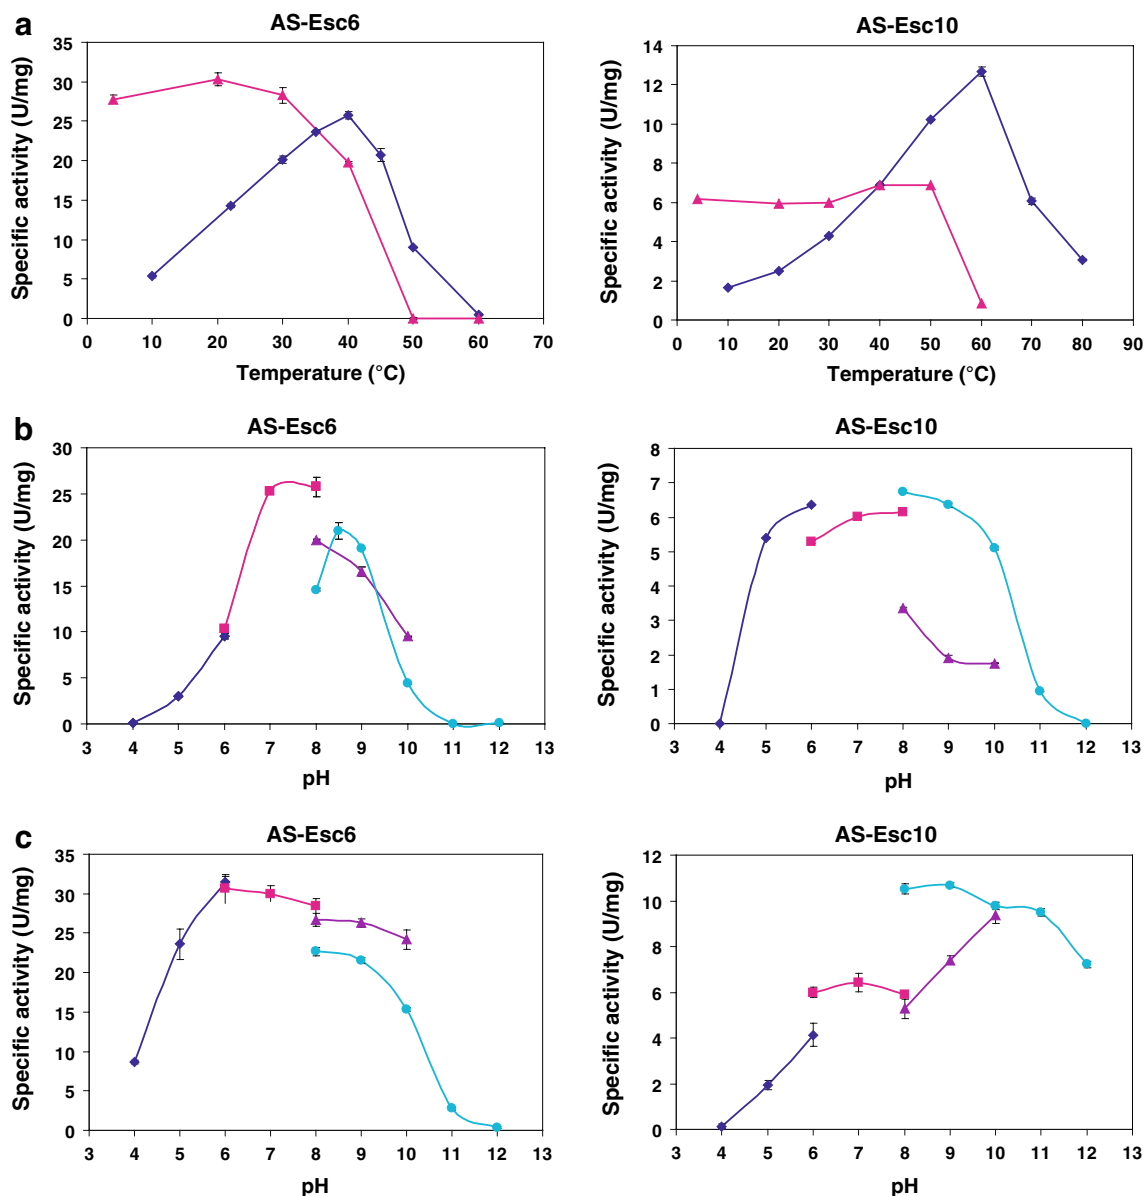 a
AS-Esc6
35
30
25
20
15
10
5
0
Specific activity (U/mg)
0 10 20 30 40 50 60 70
Temperature (°C)
AS-Esc10
14
12
10
8
6
4
2
0
Specific activity (U/mg)
0 10 20 30 40 50 60 70 80 90
Temperature (°C)
b
AS-Esc6
30
25
20
15
10
5
0
Specific activity (U/mg)
3 4 5 6 7 8 9 10 11 12 13
pH
AS-Esc10
8
7
6
5
4
3
2
1
0
Specific activity (U/mg)
3 4 5 6 7 8 9 10 11 12 13
pH
c
AS-Esc6
35
30
25
20
15
10
5
0
Specific activity (U/mg)
3 4 5 6 7 8 9 10 11 12 13
pH
AS-Esc10
12
10
8
6
4
2
0
Specific activity (U/mg)
3 4 5 6 7 8 9 10 11 12 13
pH